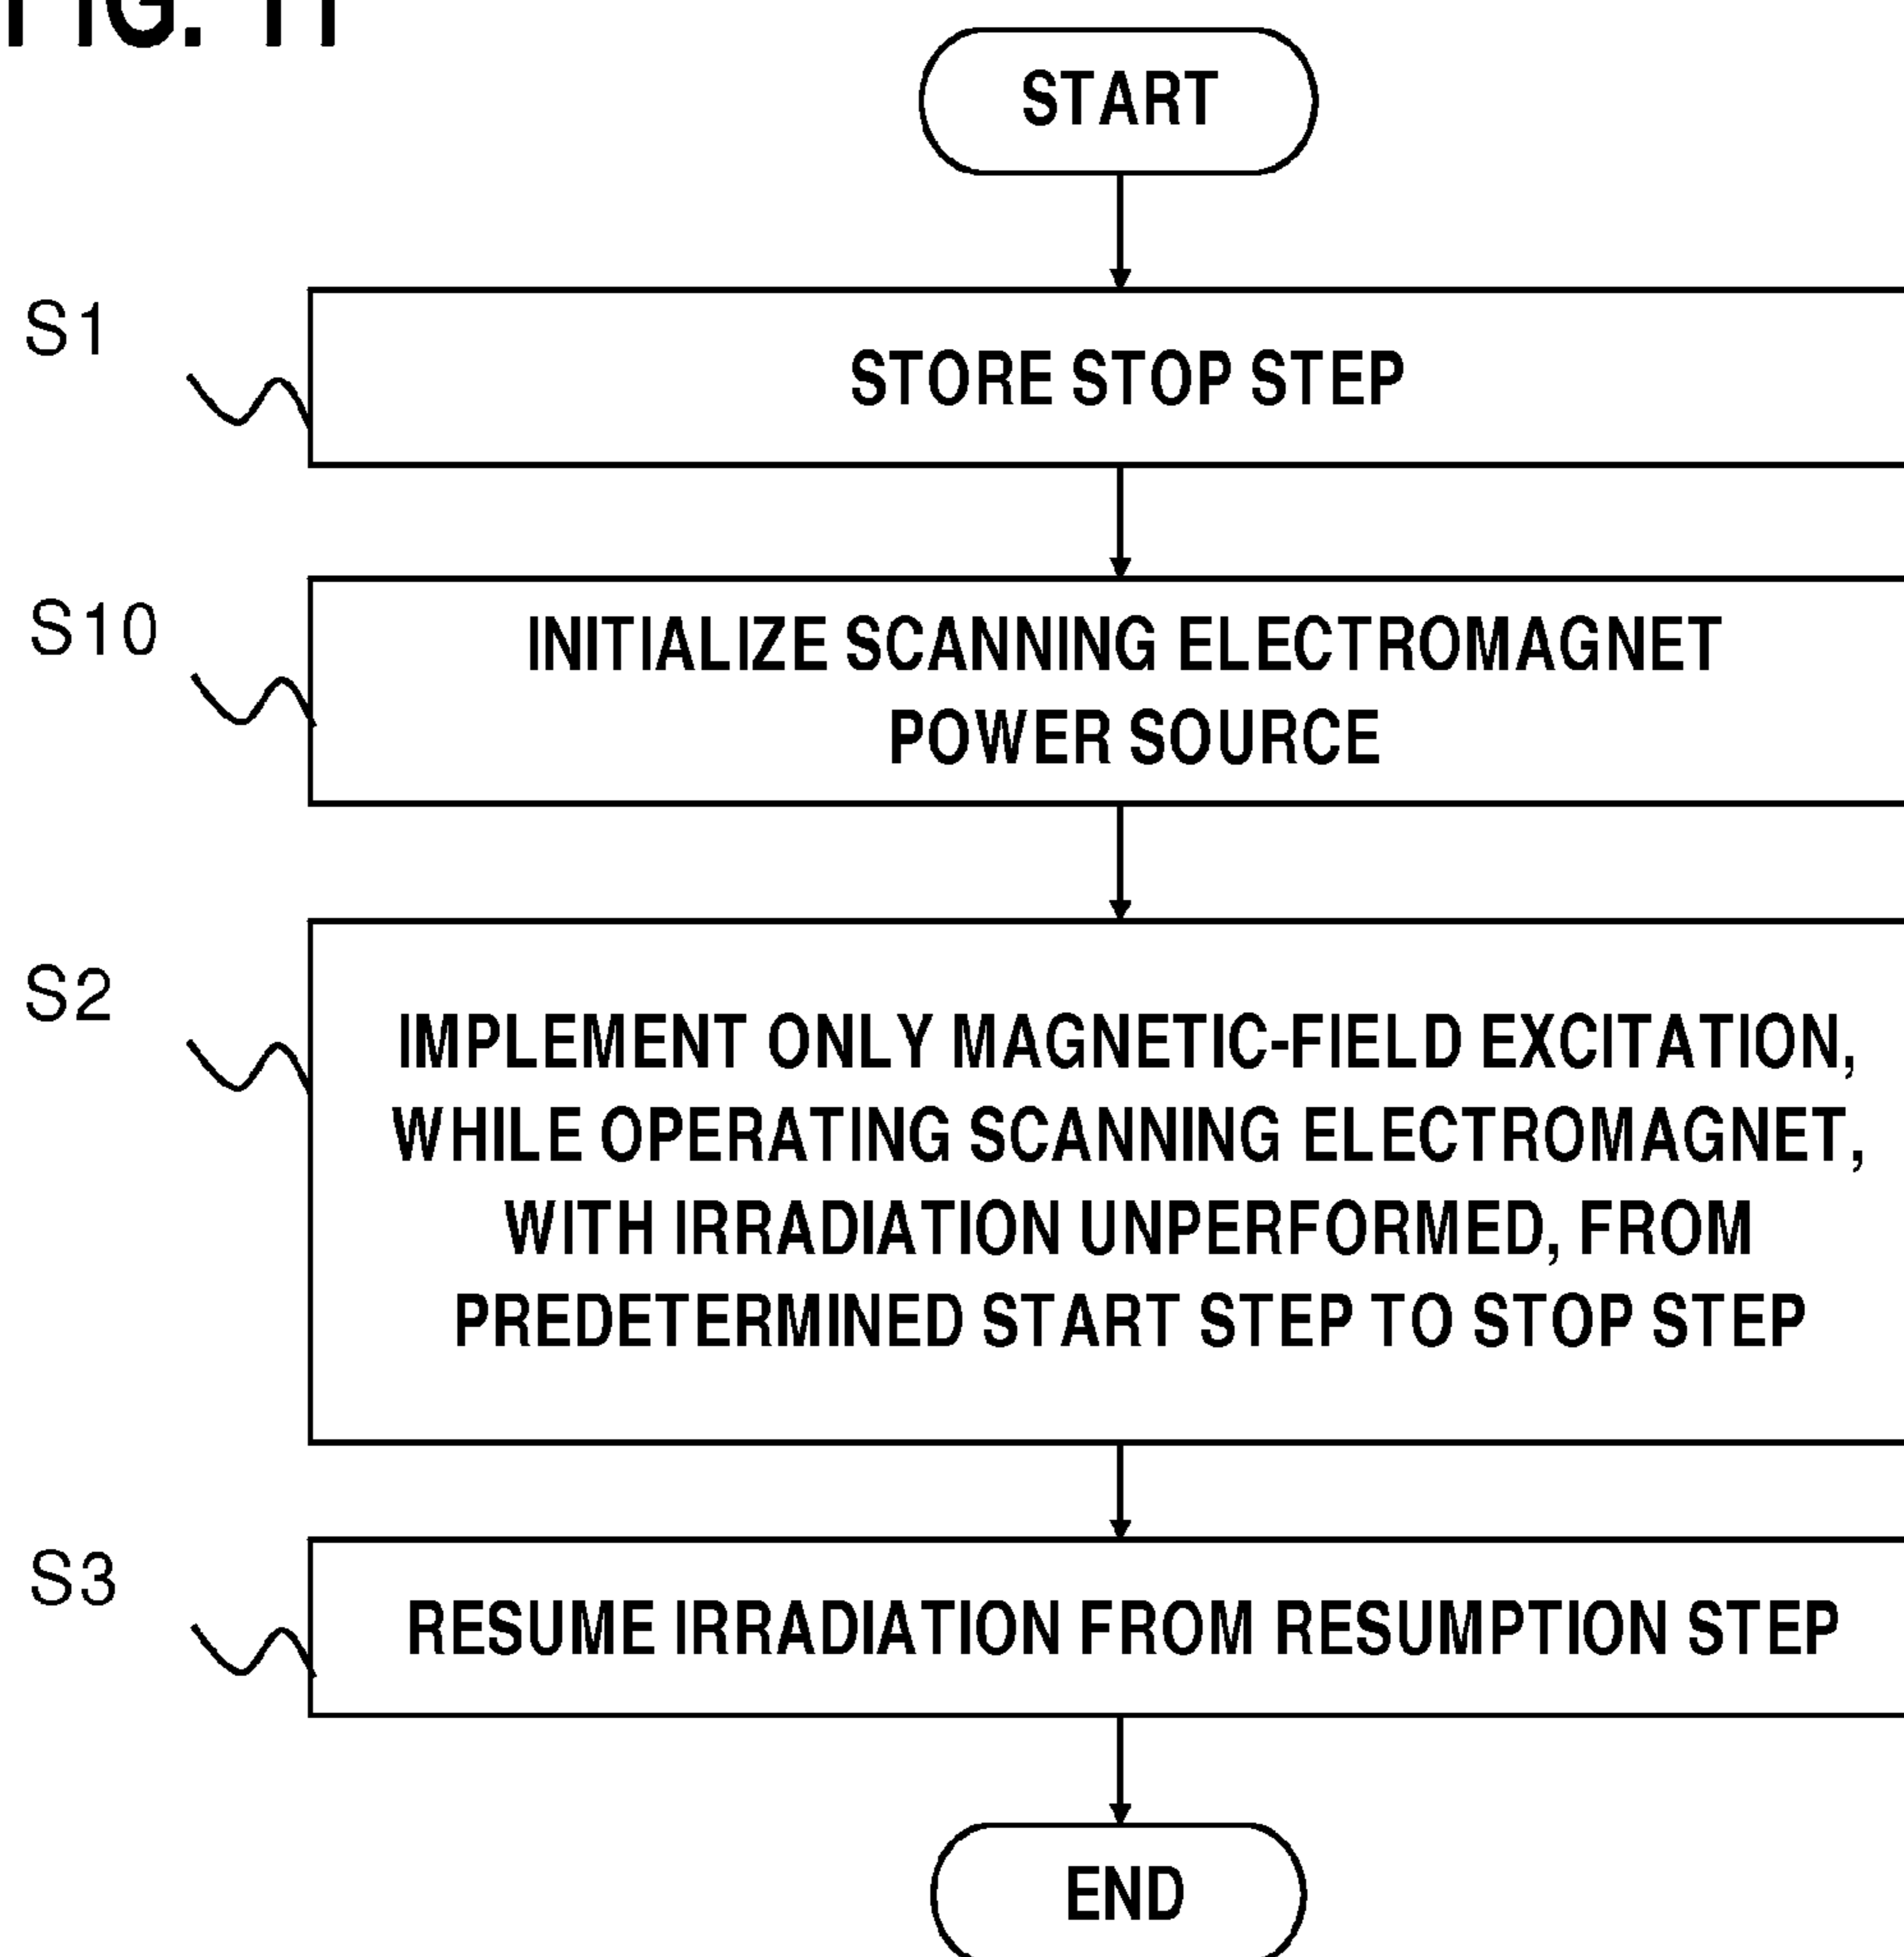 FIG. 11
START
S1
STORE STOP STEP
S10
INITIALIZE SCANNING ELECTROMAGNET
POWER SOURCE
S2
IMPLEMENT ONLY MAGNETIC-FIELD EXCITATION,
WHILE OPERATING SCANNING ELECTROMAGNET,
WITH IRRADIATION UNPERFORMED, FROM
PREDETERMINED START STEP TO STOP STEP
S3
RESUME IRRADIATION FROM RESUMPTION STEP
END